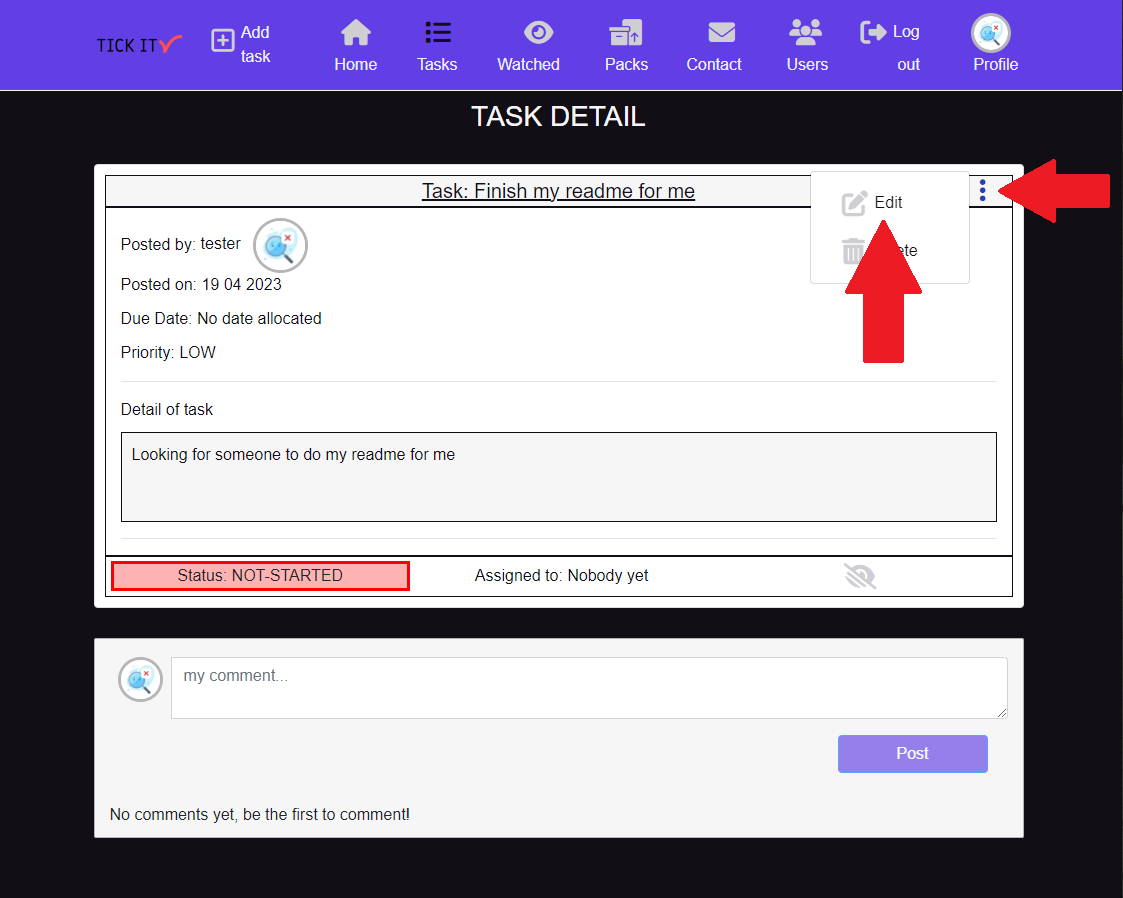 TICK IT
Add
task
Home
Tasks
Watched
Packs
Contact
Users
Log
out
Profile
TASK DETAIL
Task: Finish my readme for me
Edit
Posted by: tester
Posted on: 19 04 2023
Due Date: No date allocated
Priority: LOW
Detail of task
Looking for someone to do my readme for me
Status: NOT-STARTED
Assigned to: Nobody yet
my comment...
Post
No comments yet, be the first to comment!